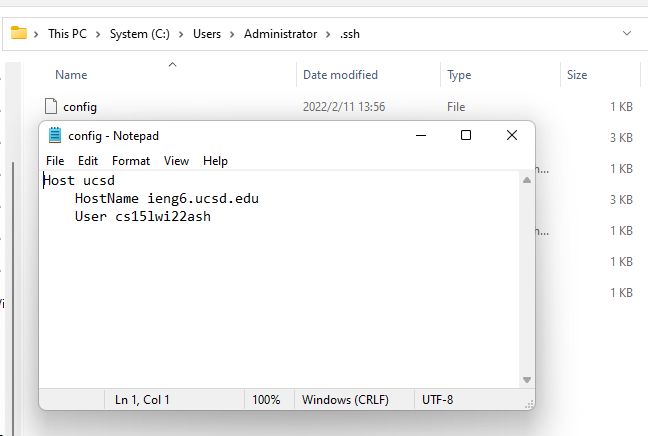 This PC > System (C:) > Users > Administrator > .ssh
Name Date modified Type Size
config 2022/2/11 13:56 File 1 KB
config - Notepad
File Edit Format View Help
Host ucsd
    HostName ieng6.ucsd.edu
    User cs15lwi22ash
3 KB
n... 1 KB
3 KB
n... 1 KB
1 KB
1 KB
Ln 1, Col 1 100% Windows (CRLF) UTF-8